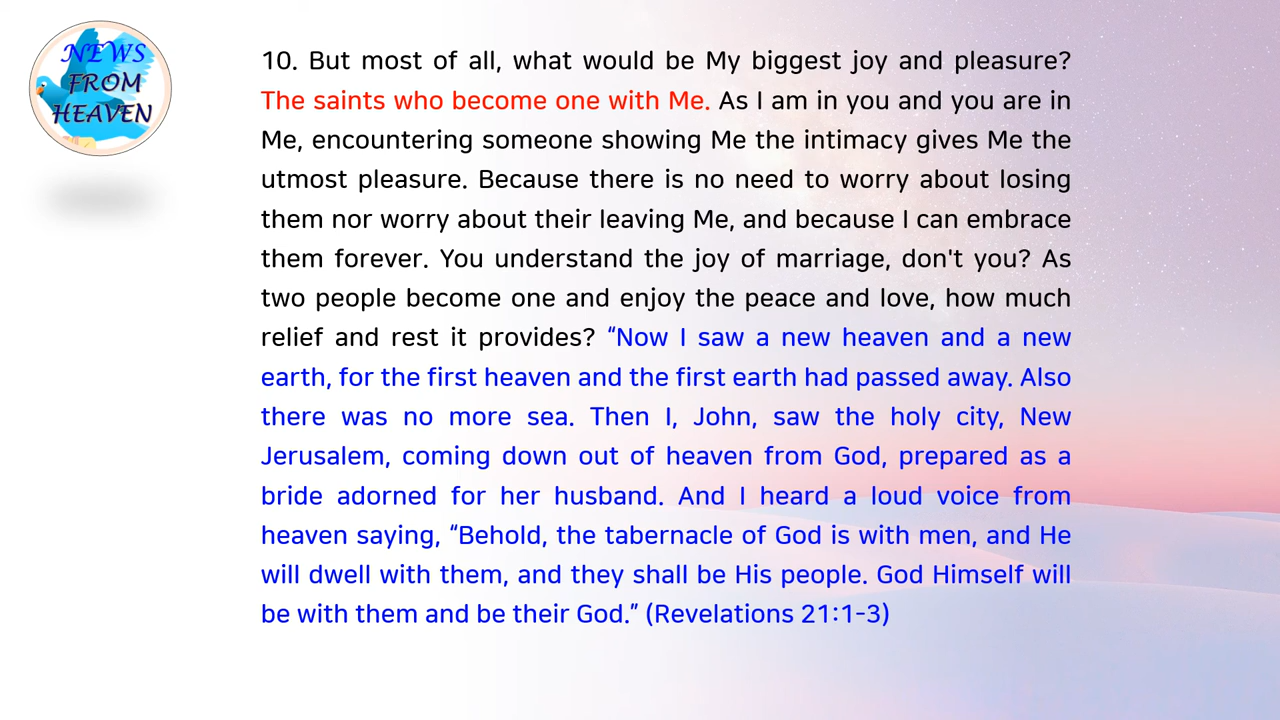 NEWS
FROM
HEAVEN
10. But most of all, what would be My biggest joy and pleasure?
The saints who become one with Me. As I am in you and you are in
Me, encountering someone showing Me the intimacy gives Me the
utmost pleasure. Because there is no need to worry about losing
them nor worry about their leaving Me, and because I can embrace
them forever. You understand the joy of marriage, don't you? As
two people become one and enjoy the peace and love, how much
relief and rest it provides? “Now I saw a new heaven and a new
earth, for the first heaven and the first earth had passed away. Also
there was no more sea. Then I, John, saw the holy city, New
Jerusalem, coming down out of heaven from God, prepared as a
bride adorned for her husband. And I heard a loud voice from
heaven saying, “Behold, the tabernacle of God is with men, and He
will dwell with them, and they shall be His people. God Himself will
be with them and be their God.” (Revelations 21:1-3)